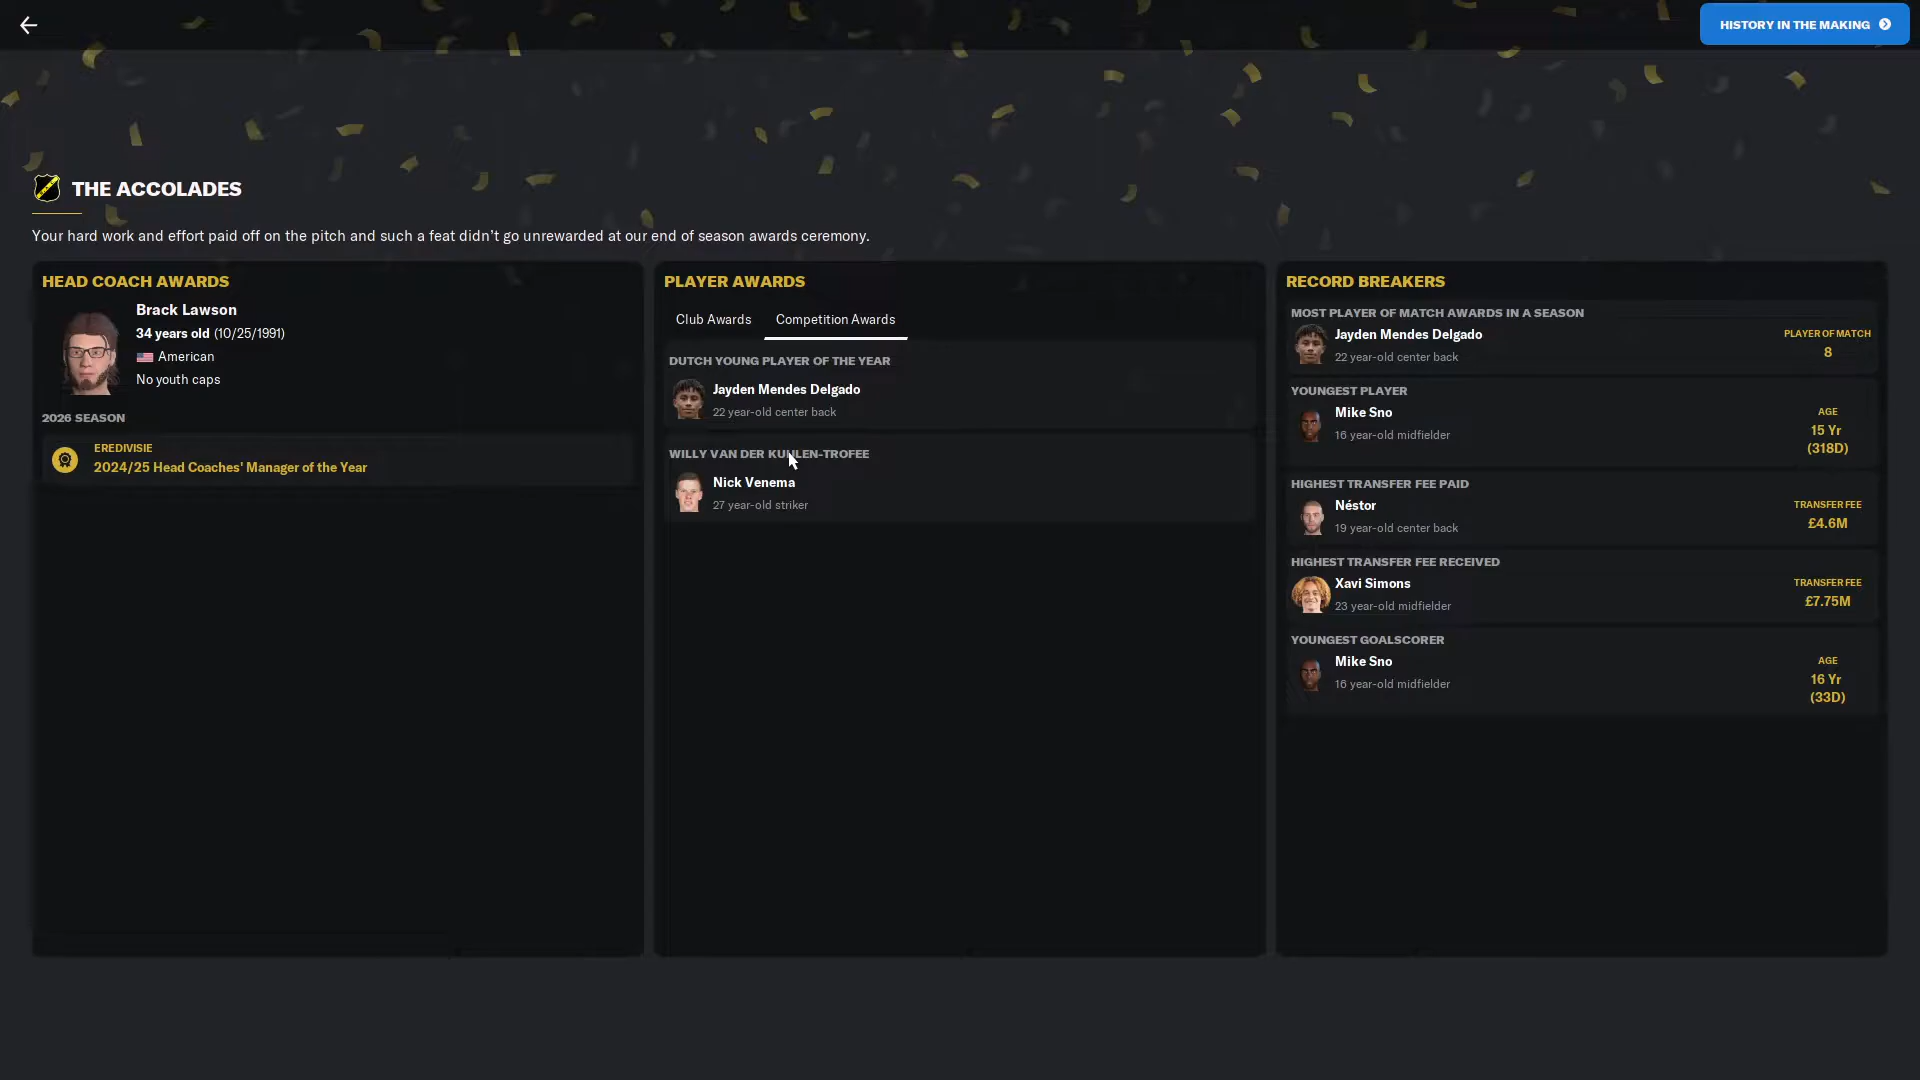 HISTORY IN THE MAKING
THE ACCOLADES
Your hard work and effort paid off on the pitch and such a feat didn't go unrewarded at our end of season awards ceremony.
HEAD COACH AWARDS
Brack Lawson
34 years old (10/25/1991)
American
No youth caps
2026 SEASON
EREDIVISIE
2024/25 Head Coaches' Manager of the Year
PLAYER AWARDS
Club Awards
Competition Awards
DUTCH YOUNG PLAYER OF THE YEAR
Jayden Mendes Delgado
22 year-old center back
WILLY VAN DER KUIJLEN-TROFEE
Nick Venema
27 year-old striker
RECORD BREAKERS
MOST PLAYER OF MATCH AWARDS IN A SEASON
Jayden Mendes Delgado
22 year-old center back
PLAYER OF MATCH
8
YOUNGEST PLAYER
Mike Sno
16 year-old midfielder
AGE
15 Yr
(318D)
HIGHEST TRANSFER FEE PAID
Néstor
19 year-old center back
TRANSFER FEE
£4.6M
HIGHEST TRANSFER FEE RECEIVED
Xavi Simons
23 year-old midfielder
TRANSFER FEE
£7.75M
YOUNGEST GOALSCORER
Mike Sno
16 year-old midfielder
AGE
16 Yr
(33D)